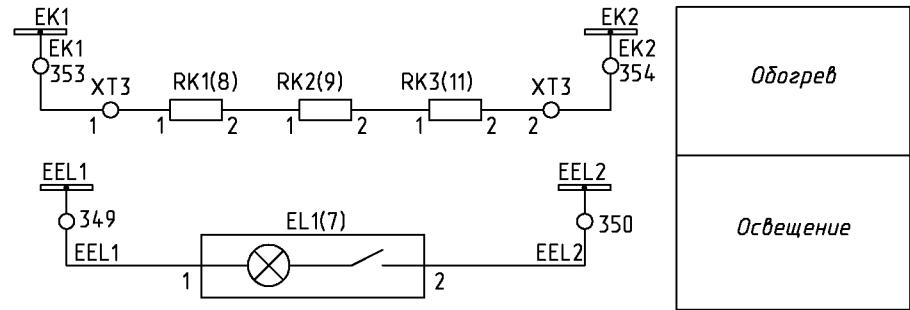 EK1
EK2
EK1
EK2
353
354
XT3
RK1(8)
RK2(9)
RK3(11)
XT3
Обогрев
1
1
2
1
2
1
2
2
EEL1
EEL2
349
EL1(7)
350
Освещение
EEL1
EEL2
1
2